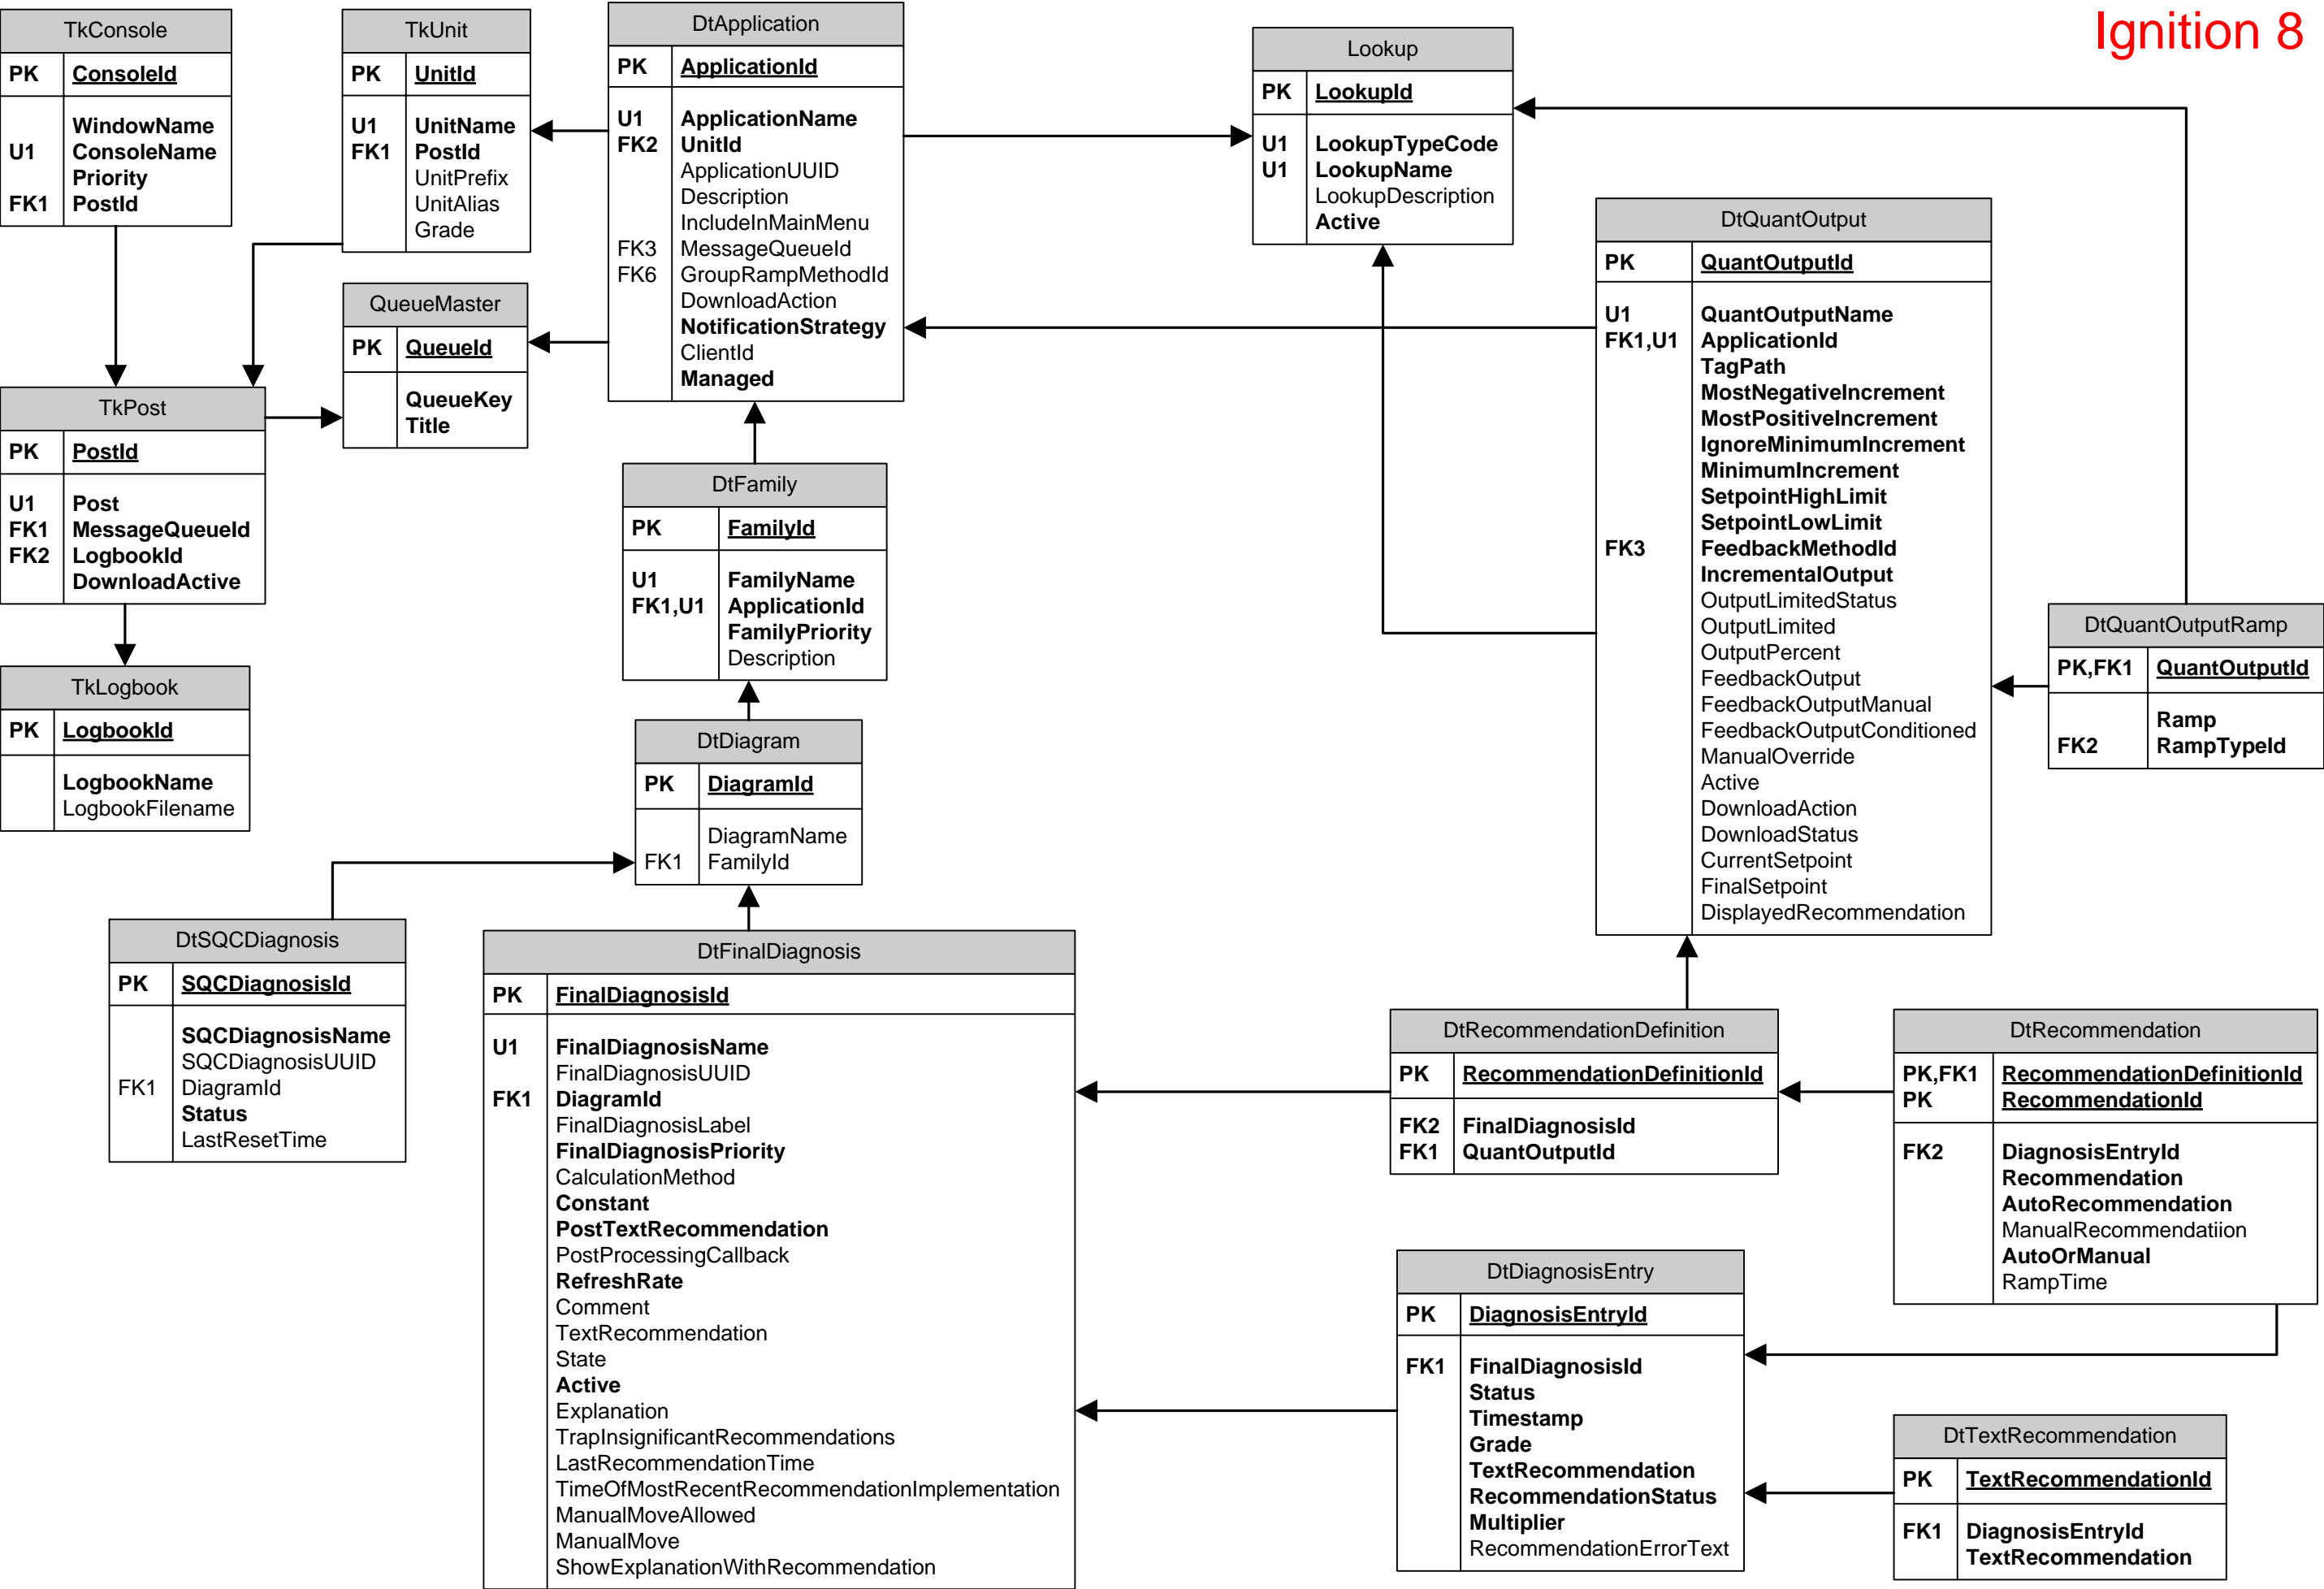 Ignition 8
TkConsole
PK ConsoleId
WindowName
U1 ConsoleName
Priority
FK1 PostId
TkUnit
PK UnitId
U1 UnitName
FK1 PostId
UnitPrefix
UnitAlias
Grade
DtApplication
PK ApplicationId
U1 ApplicationName
FK2 UnitId
ApplicationUUID
Description
IncludeInMainMenu
FK3 MessageQueueId
FK6 GroupRampMethodId
DownloadAction
NotificationStrategy
ClientId
Managed
Lookup
PK LookupId
U1 LookupTypeCode
U1 LookupName
LookupDescription
Active
DtQuantOutput
PK QuantOutputId
U1 QuantOutputName
FK1,U1 ApplicationId
TagPath
MostNegativeIncrement
MostPositiveIncrement
IgnoreMinimumIncrement
MinimumIncrement
SetpointHighLimit
SetpointLowLimit
FK3 FeedbackMethodId
IncrementalOutput
OutputLimitedStatus
OutputLimited
OutputPercent
FeedbackOutput
FeedbackOutputManual
FeedbackOutputConditioned
ManualOverride
Active
DownloadAction
DownloadStatus
CurrentSetpoint
FinalSetpoint
DisplayedRecommendation
QueueMaster
PK QueueId
QueueKey
Title
TkPost
PK PostId
U1 Post
FK1 MessageQueueId
FK2 LogbookId
DownloadActive
DtFamily
PK FamilyId
U1 FamilyName
FK1,U1 ApplicationId
FamilyPriority
Description
DtQuantOutputRamp
PK,FK1 QuantOutputId
Ramp
FK2 RampTypeId
TkLogbook
PK LogbookId
LogbookName
LogbookFilename
DtDiagram
PK DiagramId
DiagramName
FK1 FamilyId
DtSQCDiagnosis
PK SQCDiagnosisId
SQCDiagnosisName
SQCDiagnosisUUID
FK1 DiagramId
Status
LastResetTime
DtFinalDiagnosis
PK FinalDiagnosisId
U1 FinalDiagnosisName
FinalDiagnosisUUID
FK1 DiagramId
FinalDiagnosisLabel
FinalDiagnosisPriority
CalculationMethod
Constant
PostTextRecommendation
PostProcessingCallback
RefreshRate
Comment
TextRecommendation
State
Active
Explanation
TrapInsignificantRecommendations
LastRecommendationTime
TimeOfMostRecentRecommendationImplementation
ManualMoveAllowed
ManualMove
ShowExplanationWithRecommendation
DtRecommendationDefinition
PK RecommendationDefinitionId
FK2 FinalDiagnosisId
FK1 QuantOutputId
DtRecommendation
PK,FK1 RecommendationDefinitionId
PK RecommendationId
FK2 DiagnosisEntryId
Recommendation
AutoRecommendation
ManualRecommendatiion
AutoOrManual
RampTime
DtDiagnosisEntry
PK DiagnosisEntryId
FK1 FinalDiagnosisId
Status
Timestamp
Grade
TextRecommendation
RecommendationStatus
Multiplier
RecommendationErrorText
DtTextRecommendation
PK TextRecommendationId
FK1 DiagnosisEntryId
TextRecommendation